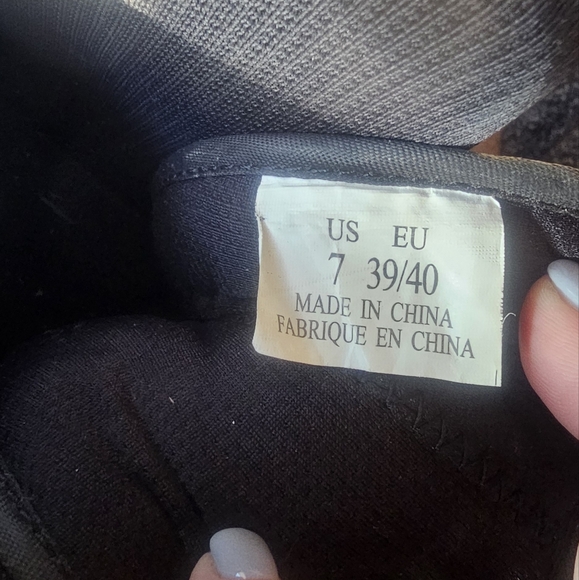 US EU
7 39/40
MADE IN CHINA
FABRIQUE EN CHINA